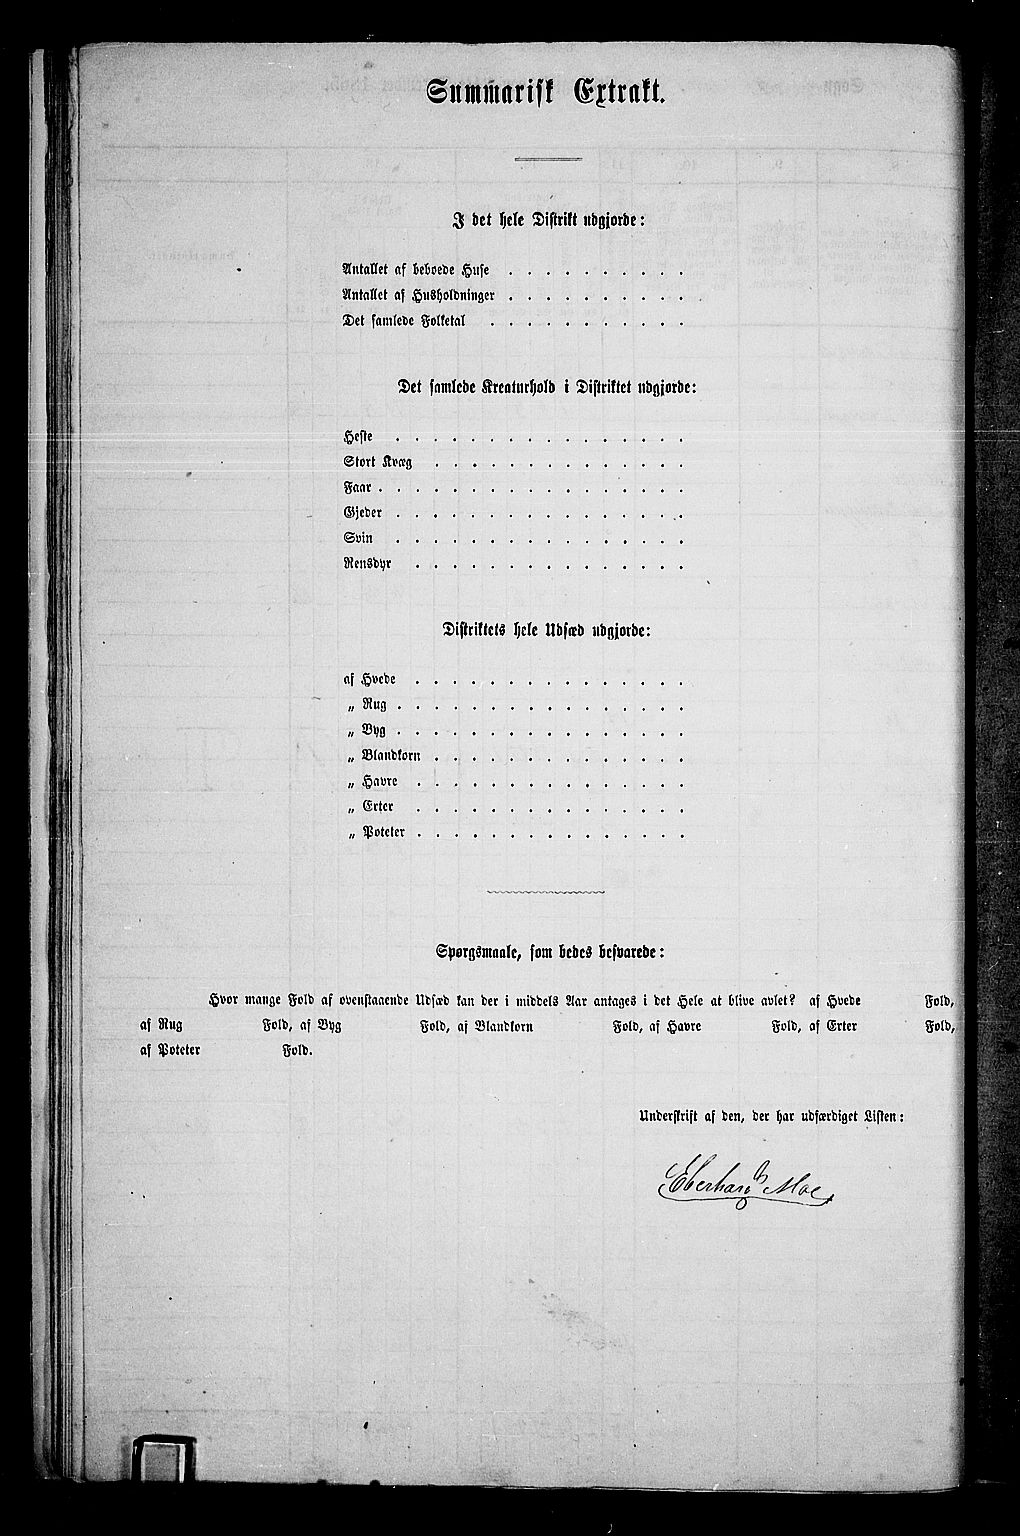 Summarisk Extrakt.
I det hele Distrikt udgjorde:
Antallet af beboede Huse . . . . . . . . . .
Antallet af Husholdninger . . . . . . . . . . .
Det samlede Folketal . . . . . . . . . . .
Det samlede Kreaturhold i Distriktet udgjorde:
Heste . . . . . . . . . . . . . . . .
Stort Kvæg . . . . . . . . . . . . . .
Faar . . . . . . . . . . . . . . . . .
Gjeder . . . . . . . . . . . . . . . .
Svin . . . . . . . . . . . . . . . .
Rensdyr . . . . . . . . . . . . . . .
Distriktets hele Udsæd udgjorde:
af Hvede . . . . . . . . . . . . . . .
„ Rug . . . . . . . . . . . . . . . .
„ Byg . . . . . . . . . . . . . . . .
„ Blandkorn . . . . . . . . . . . . . .
„ Havre . . . . . . . . . . . . . . .
„ Erter . . . . . . . . . . . . . . .
„ Poteter . . . . . . . . . . . . . . .
Spørgsmaale, som bedes besvarede:
Hvor mange Fold af ovenstaaende Udsæd kan der i middels Aar antages i det Hele at blive avlet? af Hvede Fold,
af Rug Fold, af Byg Fold, af Blandkorn Fold, af Havre Fold, af Erter Fold,
af Poteter Fold.
Underskrift af den, der har udfærdiget Listen:
Eberhard Moe